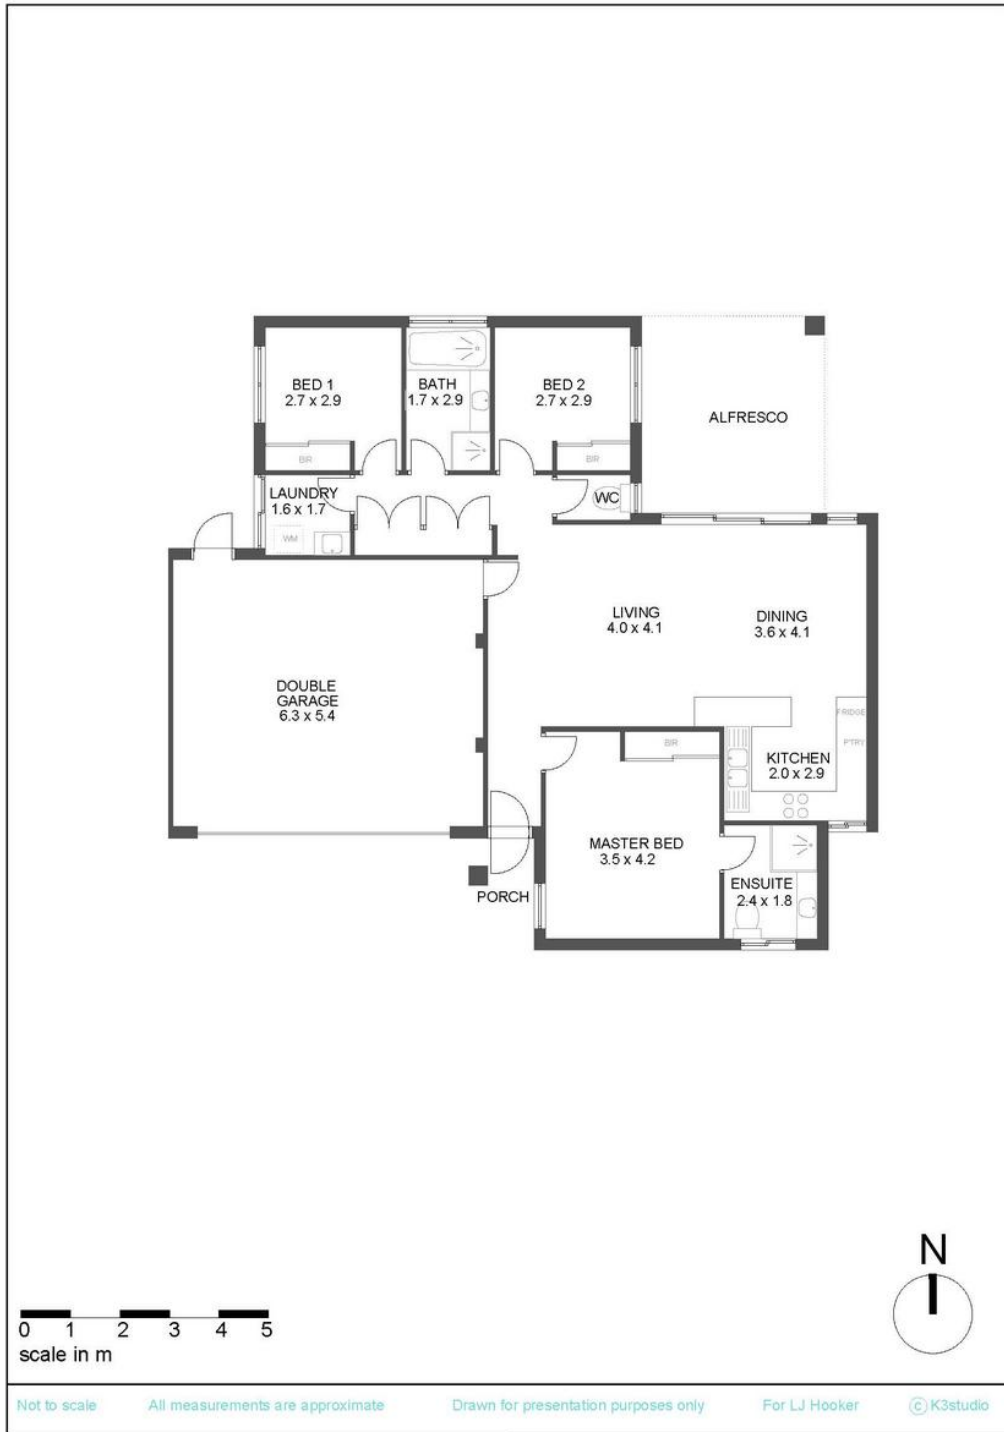 BED 1
2.7 x 2.9
BATH
1.7 x 2.9
BED 2
2.7 x 2.9
ALFRESCO
BIR
BIR
LAUNDRY
1.6 x 1.7
WC
WM
LIVING
4.0 x 4.1
DINING
3.6 x 4.1
DOUBLE
GARAGE
6.3 x 5.4
FRIDGE
P'TRY
BIR
KITCHEN
2.0 x 2.9
MASTER BED
3.5 x 4.2
ENSUITE
2.4 x 1.8
PORCH
N
0 1 2 3 4 5
scale in m
Not to scale All measurements are approximate Drawn for presentation purposes only For LJ Hooker © K3studio